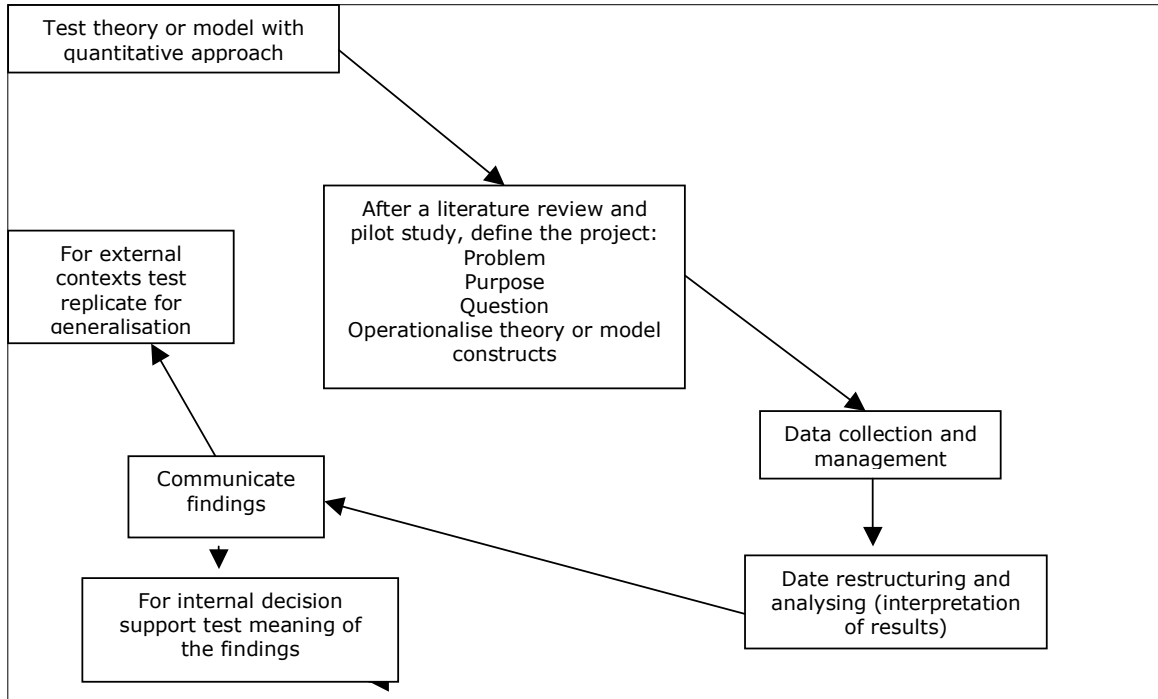 Test theory or model with
quantitative approach
After a literature review and
pilot study, define the project:
Problem
Purpose
Question
Operationalise theory or model
constructs
For external
contexts test
replicate for
generalisation
Data collection and
management
Communicate
findings
Date restructuring and
analysing (interpretation
of results)
For internal decision
support test meaning of
the findings